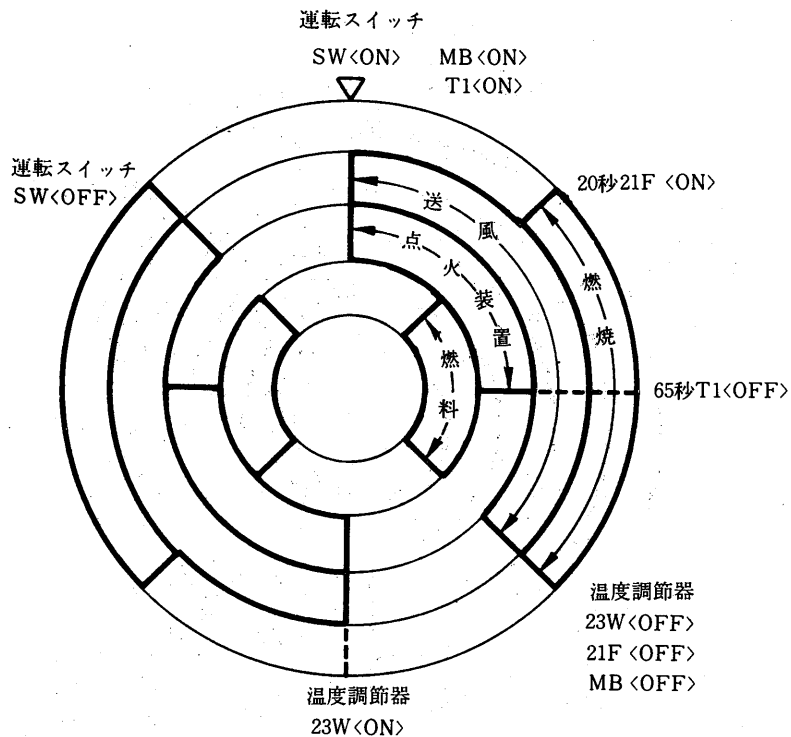 運転スイッチ
SW<ON> MB<ON>
T1<ON>
運転スイッチ
SW<OFF>
20秒21F <ON>
送風
点火装置
燃焼
燃料
65秒T1<OFF>
温度調節器
23W<OFF>
21F <OFF>
MB <OFF>
温度調節器
23W<ON>